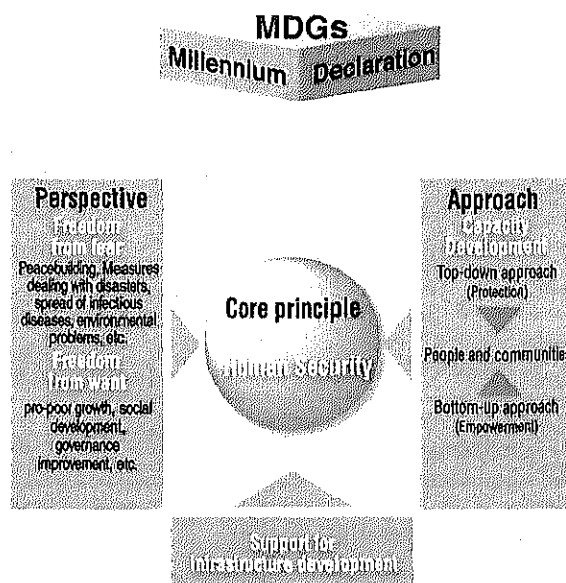 MDGs
Millennium Declaration
Perspective
Freedom
from fear
Peacebuilding, Measures
dealing with disasters,
spread of infectious
diseases, environmental
problems, etc.
Freedom
from want
pro-poor growth, social
development,
governance
improvement, etc.
Core principle
Human Security
Approach
Capacity
Development
Top-down approach
(Protection)
People and communities
Bottom-up approach
(Empowerment)
Support for
infrastructure development